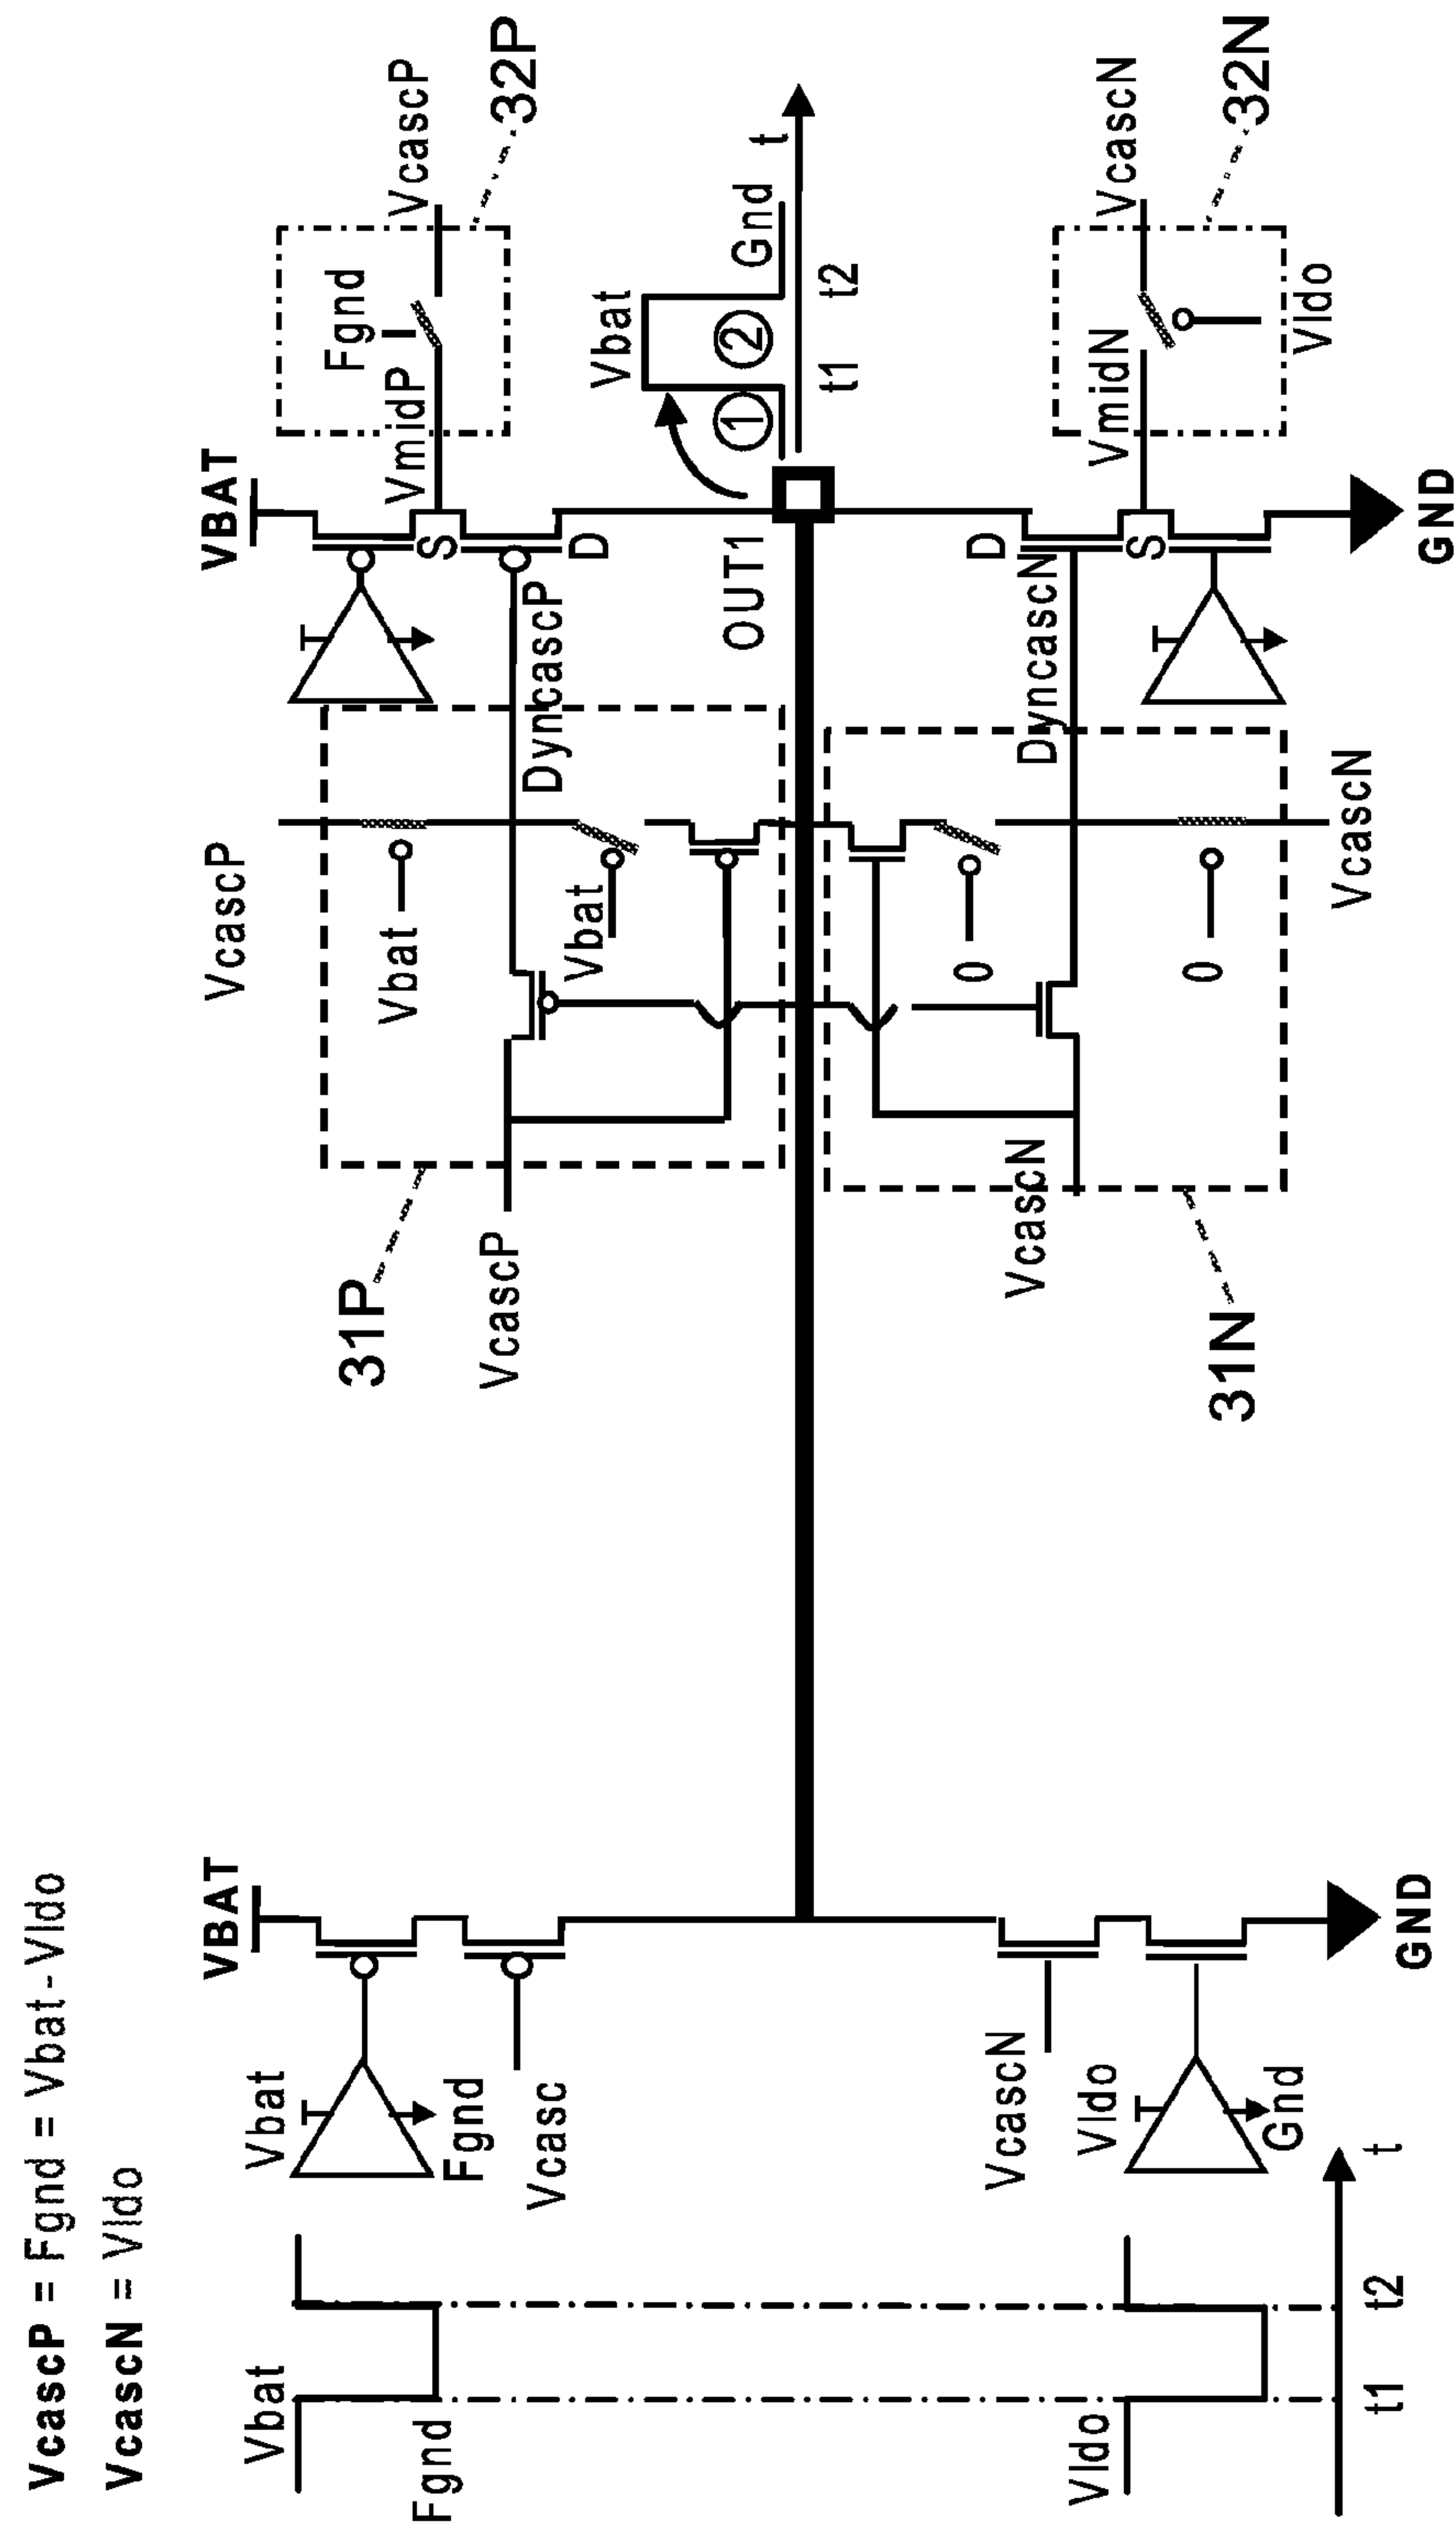 VcascP = Fgnd = Vbat-Vldo
VcascN = Vldo
Vbat
Fgnd
Vldo
t1
t2
t
Vbat
Fgnd
Vcasc
VcascN
Vldo
Gnd
VBAT
GND
31P
VcascP
VcascP
Vbat
Vbat
DyncascP
31N
VcascN
0
0
VcascN
DyncascN
VBAT
S
D
OUT1
D
S
GND
VmidP
Fgnd
VcascP
32P
Vbat
1
2
Gnd
t
t1
t2
VmidN
VcascN
Vldo
32N